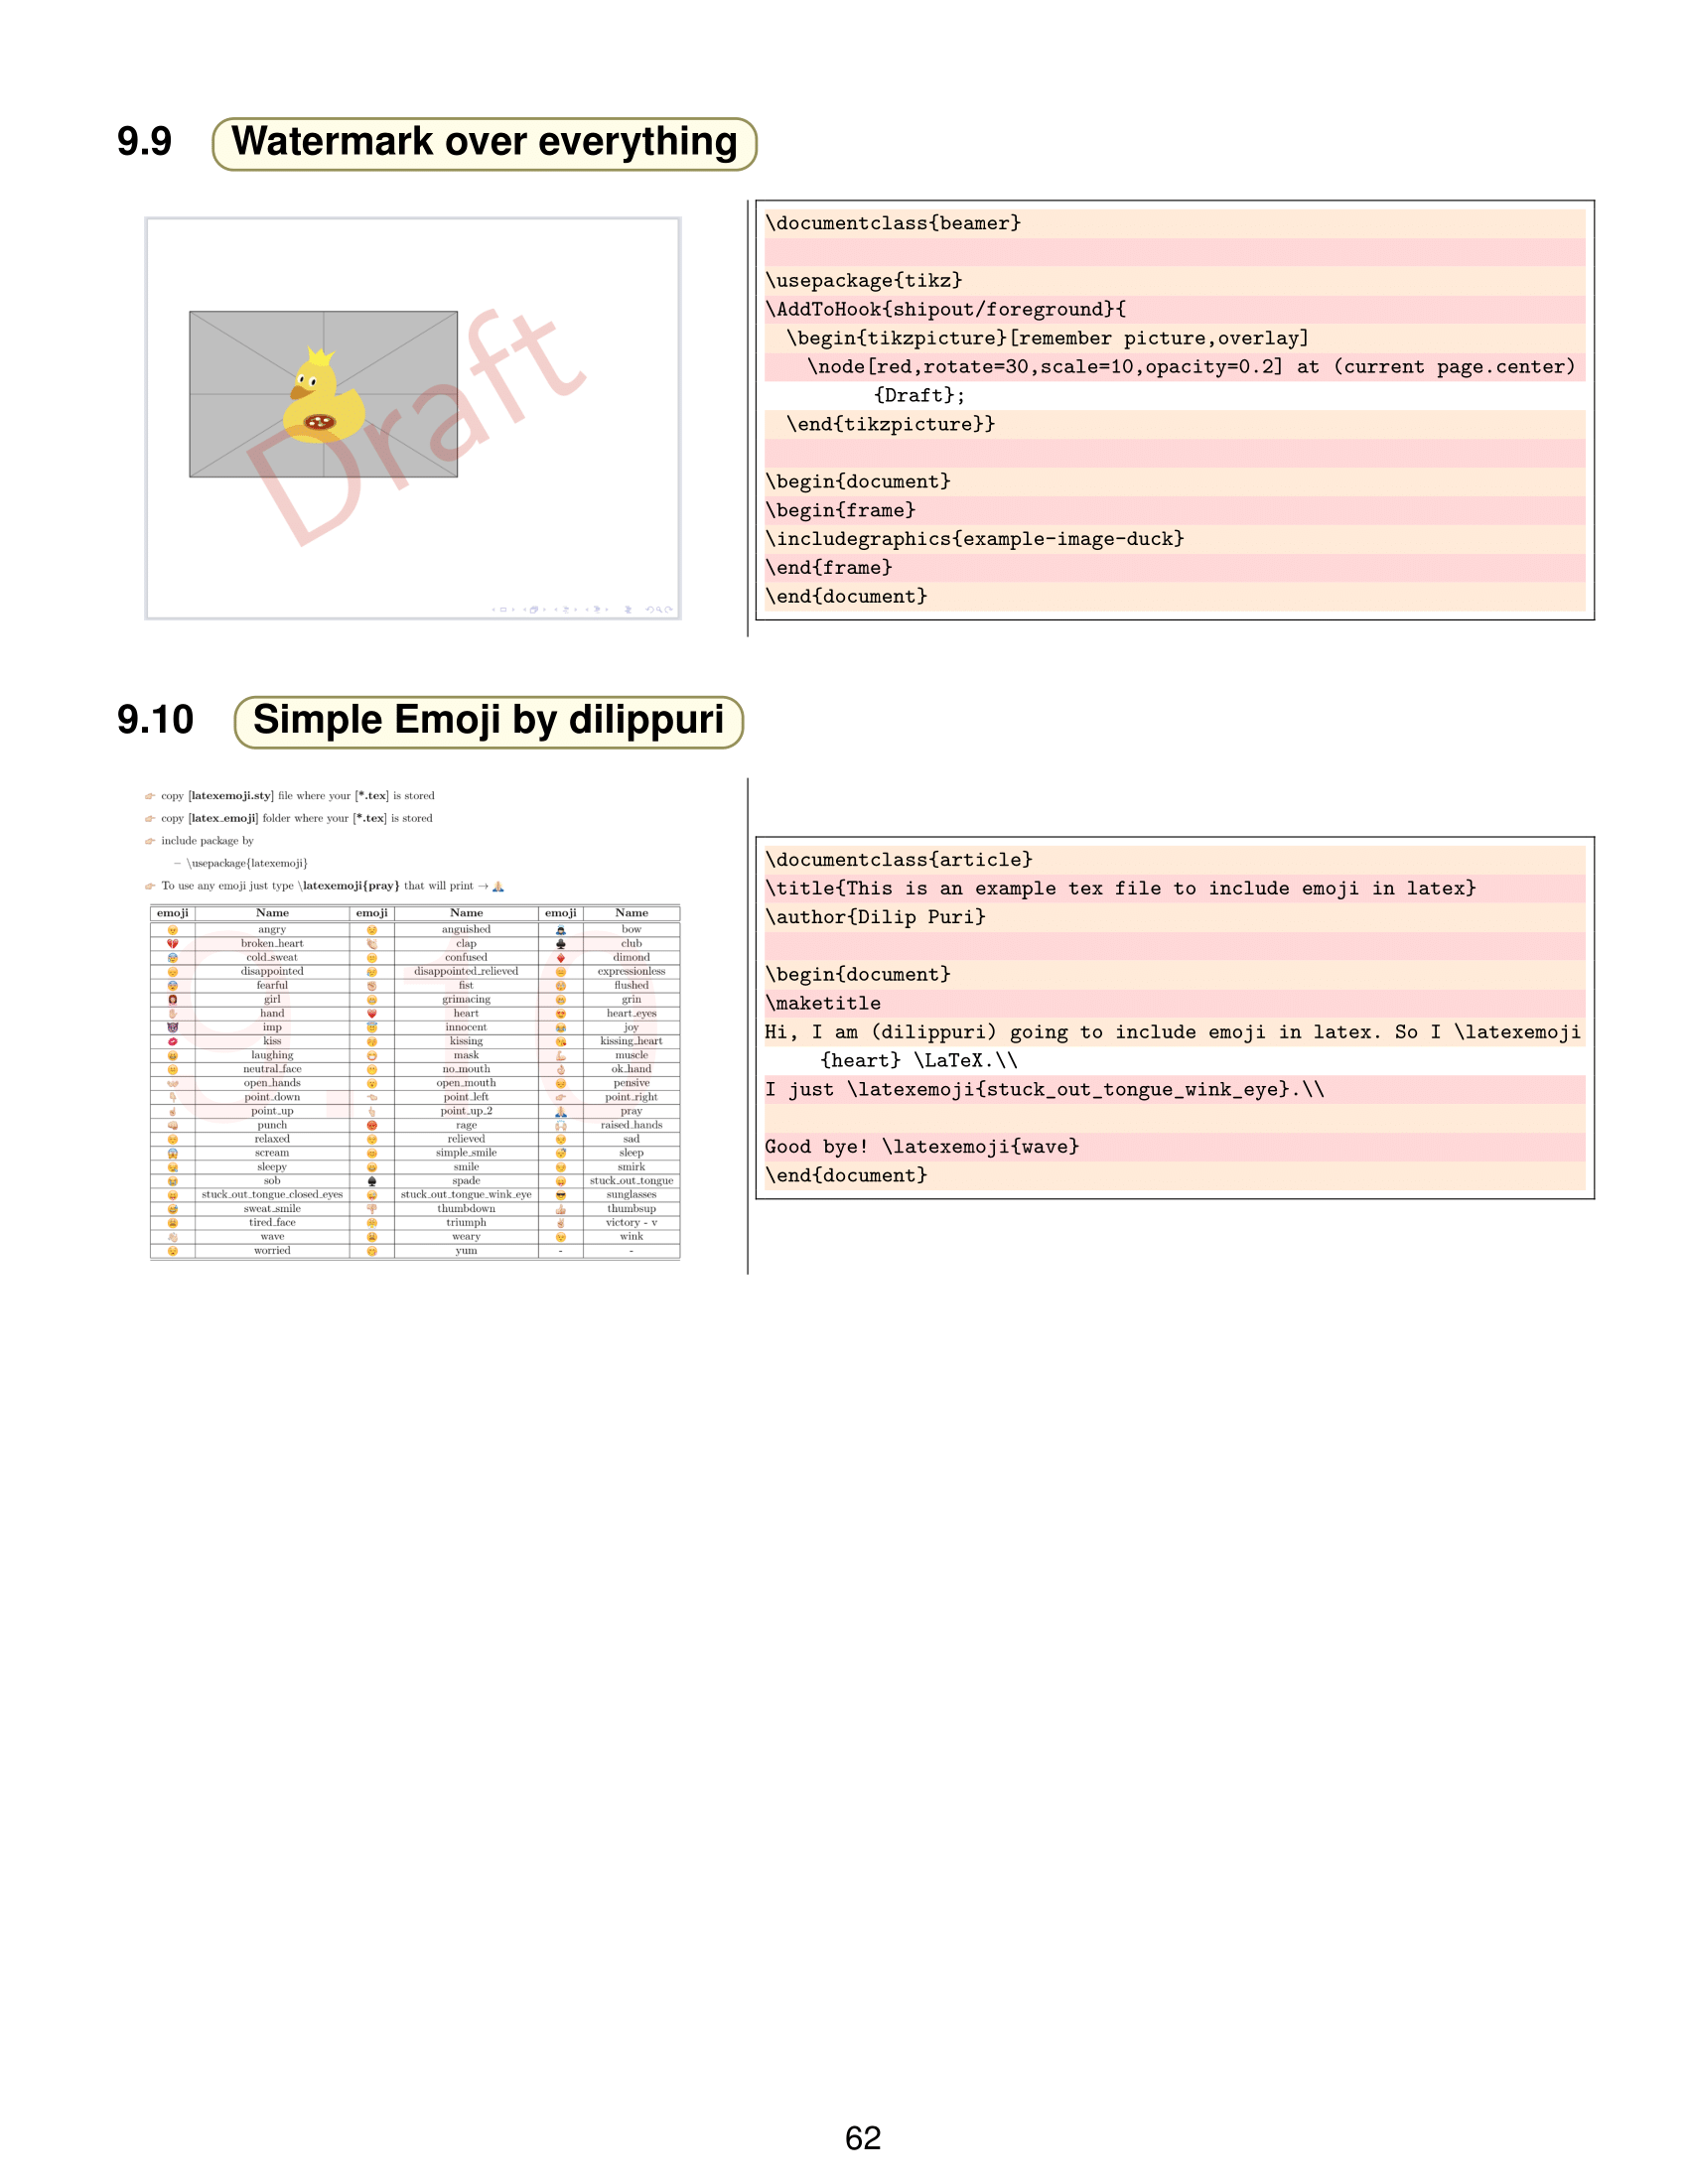 9.9 Watermark over everything
Draft
\documentclass{beamer}
\usepackage{tikz}
\AddToHook{shipout/foreground}{
\begin{tikzpicture}[remember picture,overlay]
\node[red,rotate=30,scale=10,opacity=0.2] at (current page.center)
{Draft};
\end{tikzpicture}}
\begin{document}
\begin{frame}
\includegraphics{example-image-duck}
\end{frame}
\end{document}
9.10 Simple Emoji by dilippuri
👉 copy [latexemoji.sty] file where your [*.tex] is stored
👉 copy [latex_emoji] folder where your [*.tex] is stored
👉 include package by
– \usepackage{latexemoji}
👉 To use any emoji just type \latexemoji{pray} that will print → 🙏
emoji Name emoji Name emoji Name
angry anguished bow
broken_heart clap club
cold_sweat confused dimond
disappointed disappointed_relieved expressionless
fearful fist flushed
girl grimacing grin
hand heart heart_eyes
imp innocent joy
kiss kissing kissing_heart
laughing mask muscle
neutral_face no_mouth ok_hand
open_hands open_mouth pensive
point_down point_left point_right
point_up point_up_2 pray
punch rage raised_hands
relaxed relieved sad
scream simple_smile sleep
sleepy smile smirk
sob spade stuck_out_tongue
stuck_out_tongue_closed_eyes stuck_out_tongue_wink_eye sunglasses
sweat_smile thumbdown thumbsup
tired_face triumph victory - v
wave weary wink
worried yum - -
9.10
\documentclass{article}
\title{This is an example tex file to include emoji in latex}
\author{Dilip Puri}
\begin{document}
\maketitle
Hi, I am (dilippuri) going to include emoji in latex. So I \latexemoji
{heart} \LaTeX.\\
I just \latexemoji{stuck_out_tongue_wink_eye}.\\
Good bye! \latexemoji{wave}
\end{document}
62